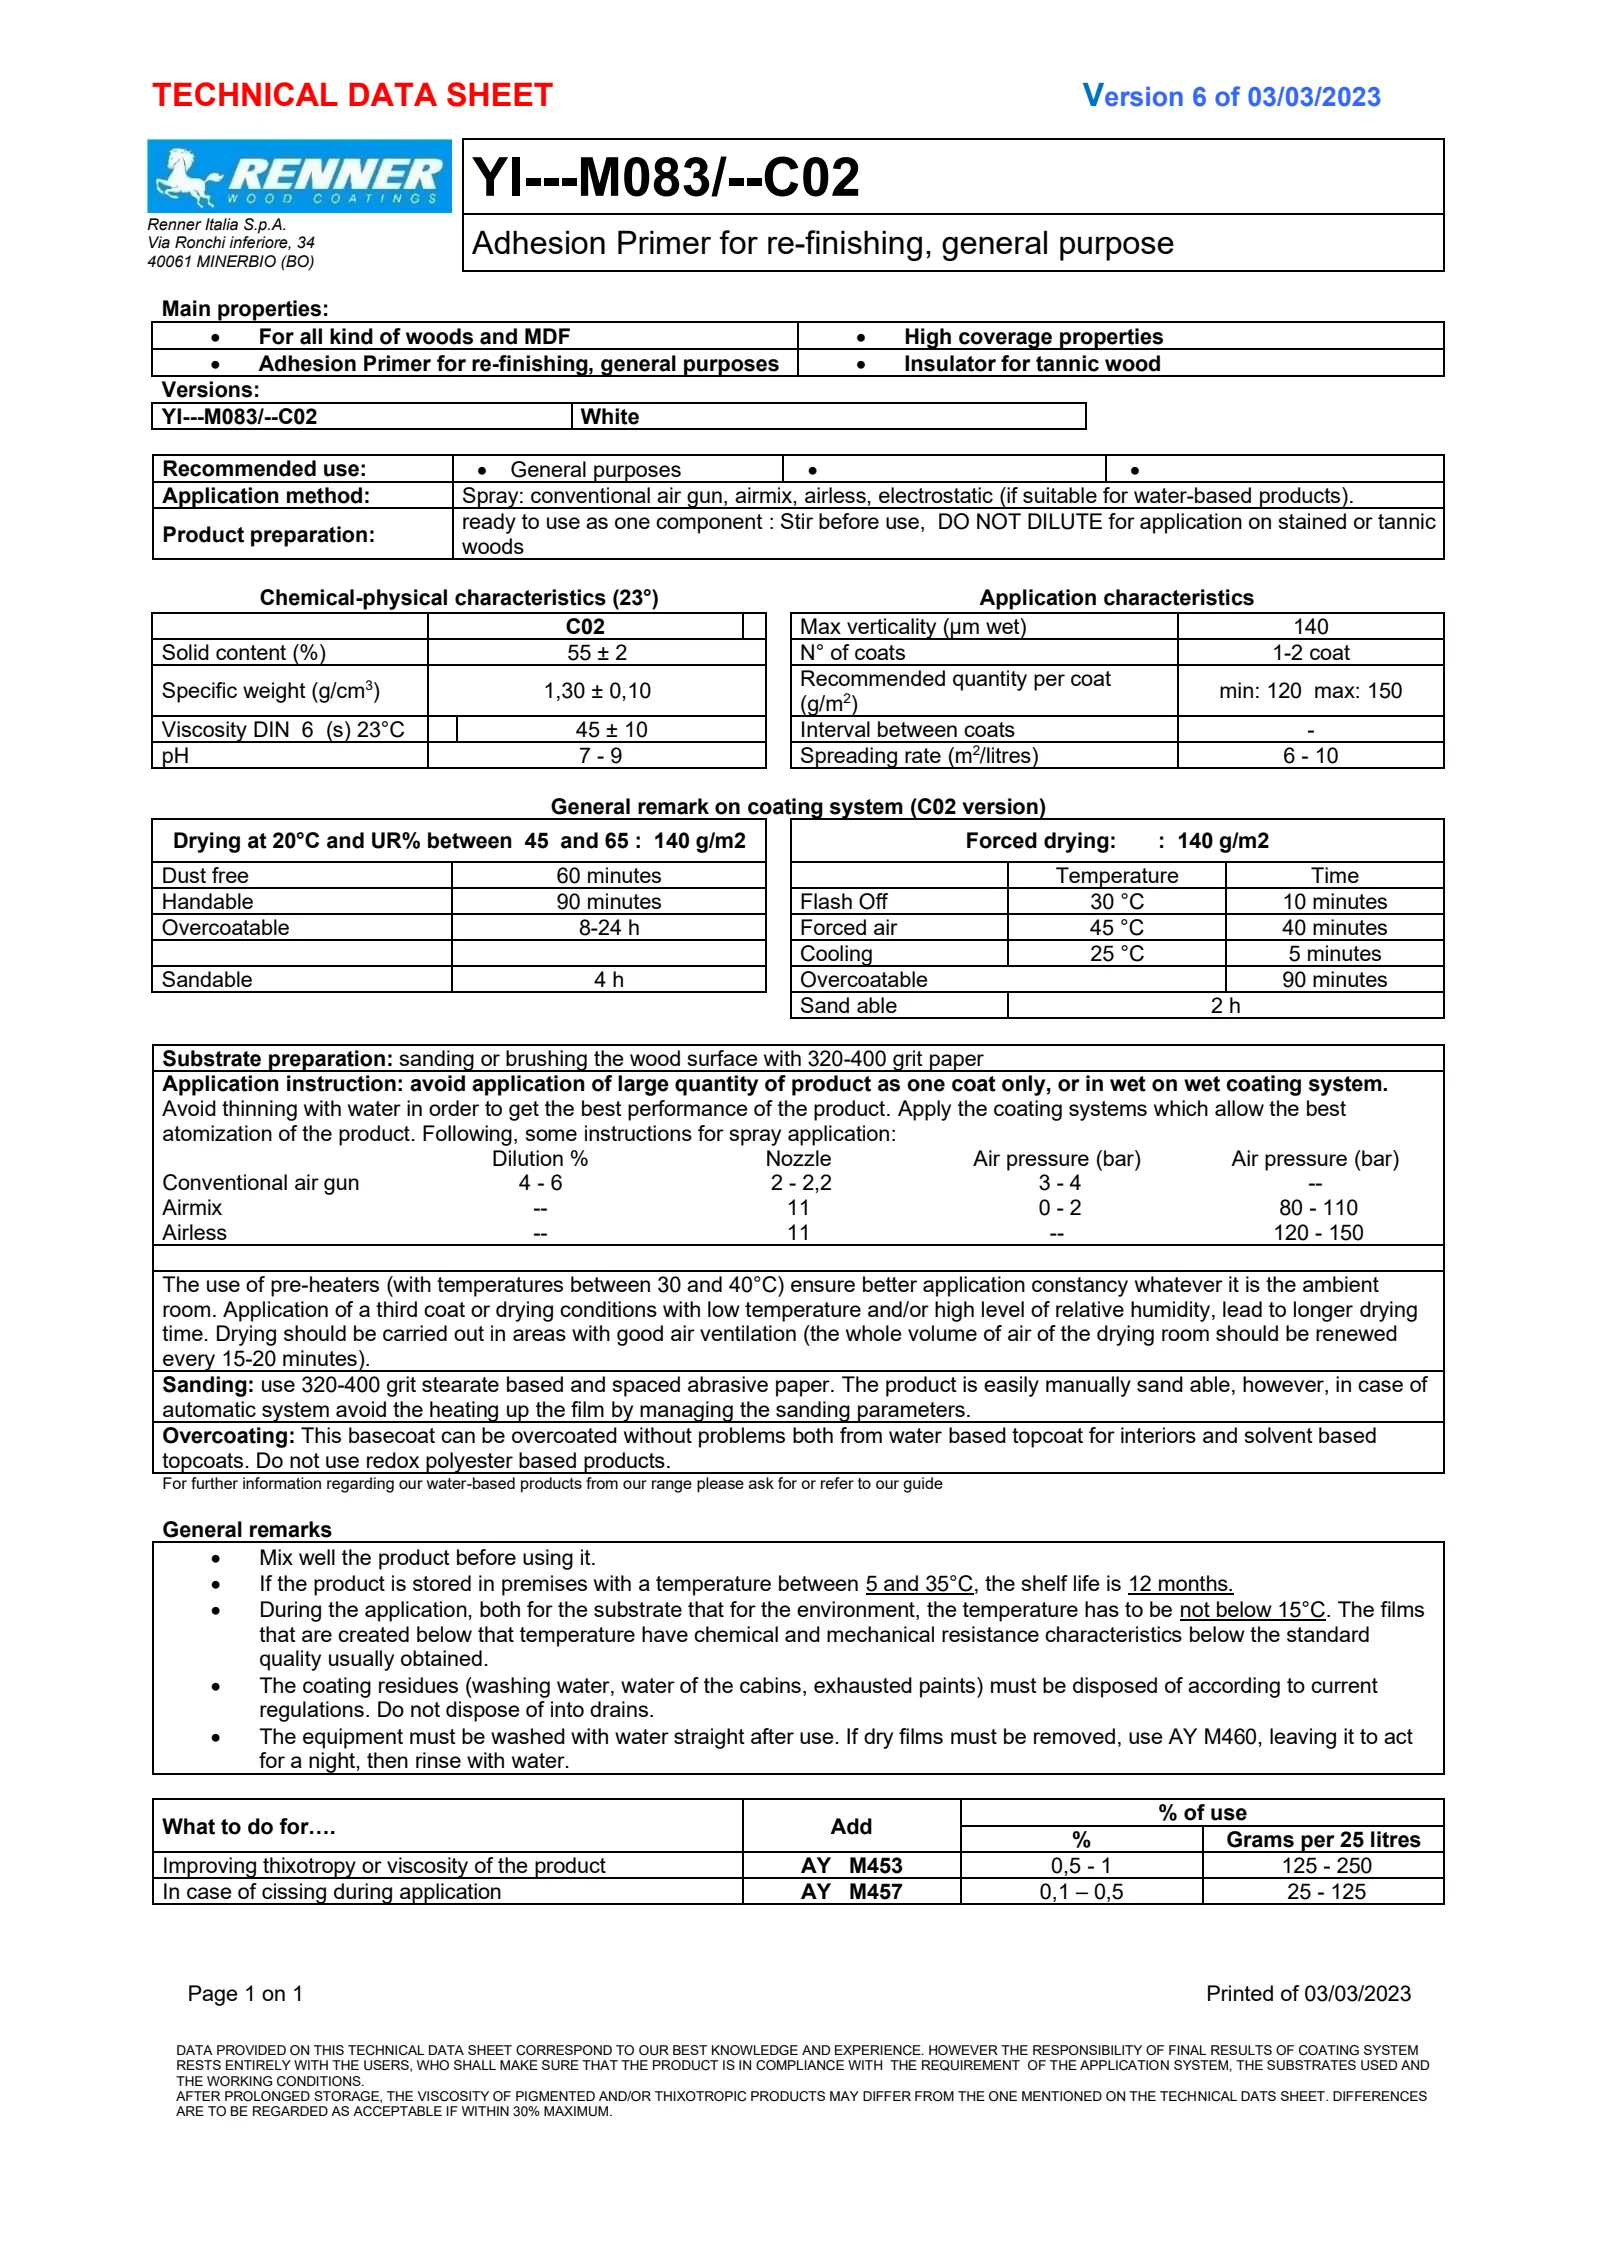 TECHNICAL DATA SHEET Version 6 of 03/03/2023
RENNER
WOOD COATINGS
Renner Italia S.p.A.
Via Ronchi inferiore, 34
40061 MINERBIO (BO)
YI---M083/--C02
Adhesion Primer for re-finishing, general purpose
Main properties:
• For all kind of woods and MDF • High coverage properties
• Adhesion Primer for re-finishing, general purposes • Insulator for tannic wood
Versions:
YI---M083/--C02 White
Recommended use: • General purposes • •
Application method: Spray: conventional air gun, airmix, airless, electrostatic (if suitable for water-based products).
Product preparation: ready to use as one component : Stir before use, DO NOT DILUTE for application on stained or tannic
woods
Chemical-physical characteristics (23°)
C02
Solid content (%) 55 ± 2
Specific weight (g/cm³) 1,30 ± 0,10
Viscosity DIN 6 (s) 23°C 45 ± 10
pH 7 - 9
Application characteristics
Max verticality (µm wet) 140
N° of coats 1-2 coat
Recommended quantity per coat
(g/m²) min: 120 max: 150
Interval between coats -
Spreading rate (m²/litres) 6 - 10
General remark on coating system (C02 version)
Drying at 20°C and UR% between 45 and 65 : 140 g/m2
Dust free 60 minutes
Handable 90 minutes
Overcoatable 8-24 h
Sandable 4 h
Forced drying: : 140 g/m2
Temperature Time
Flash Off 30 °C 10 minutes
Forced air 45 °C 40 minutes
Cooling 25 °C 5 minutes
Overcoatable 90 minutes
Sand able 2 h
Substrate preparation: sanding or brushing the wood surface with 320-400 grit paper
Application instruction: avoid application of large quantity of product as one coat only, or in wet on wet coating system.
Avoid thinning with water in order to get the best performance of the product. Apply the coating systems which allow the best
atomization of the product. Following, some instructions for spray application:
Dilution % Nozzle Air pressure (bar) Air pressure (bar)
Conventional air gun 4 - 6 2 - 2,2 3 - 4 --
Airmix -- 11 0 - 2 80 - 110
Airless -- 11 -- 120 - 150
The use of pre-heaters (with temperatures between 30 and 40°C) ensure better application constancy whatever it is the ambient
room. Application of a third coat or drying conditions with low temperature and/or high level of relative humidity, lead to longer drying
time. Drying should be carried out in areas with good air ventilation (the whole volume of air of the drying room should be renewed
every 15-20 minutes).
Sanding: use 320-400 grit stearate based and spaced abrasive paper. The product is easily manually sand able, however, in case of
automatic system avoid the heating up the film by managing the sanding parameters.
Overcoating: This basecoat can be overcoated without problems both from water based topcoat for interiors and solvent based
topcoats. Do not use redox polyester based products.
For further information regarding our water-based products from our range please ask for or refer to our guide
General remarks
• Mix well the product before using it.
• If the product is stored in premises with a temperature between 5 and 35°C, the shelf life is 12 months.
• During the application, both for the substrate that for the environment, the temperature has to be not below 15°C. The films
that are created below that temperature have chemical and mechanical resistance characteristics below the standard
quality usually obtained.
• The coating residues (washing water, water of the cabins, exhausted paints) must be disposed of according to current
regulations. Do not dispose of into drains.
• The equipment must be washed with water straight after use. If dry films must be removed, use AY M460, leaving it to act
for a night, then rinse with water.
What to do for…. Add % of use
% Grams per 25 litres
Improving thixotropy or viscosity of the product AY M453 0,5 - 1 125 - 250
In case of cissing during application AY M457 0,1 – 0,5 25 - 125
Page 1 on 1 Printed of 03/03/2023
DATA PROVIDED ON THIS TECHNICAL DATA SHEET CORRESPOND TO OUR BEST KNOWLEDGE AND EXPERIENCE. HOWEVER THE RESPONSIBILITY OF FINAL RESULTS OF COATING SYSTEM
RESTS ENTIRELY WITH THE USERS, WHO SHALL MAKE SURE THAT THE PRODUCT IS IN COMPLIANCE WITH THE REQUIREMENT OF THE APPLICATION SYSTEM, THE SUBSTRATES USED AND
THE WORKING CONDITIONS.
AFTER PROLONGED STORAGE, THE VISCOSITY OF PIGMENTED AND/OR THIXOTROPIC PRODUCTS MAY DIFFER FROM THE ONE MENTIONED ON THE TECHNICAL DATS SHEET. DIFFERENCES
ARE TO BE REGARDED AS ACCEPTABLE IF WITHIN 30% MAXIMUM.